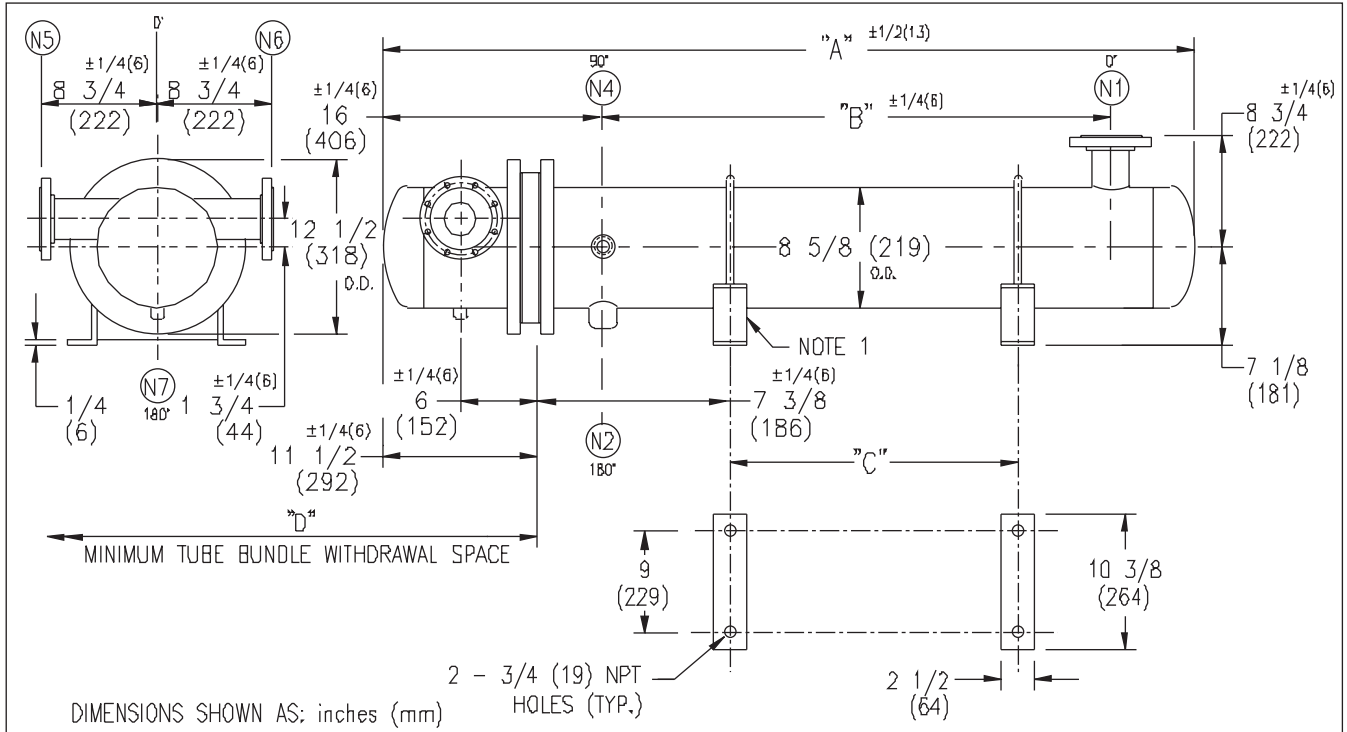 N5
0°
N6
±1/4(6)
±1/4(6)
8 3/4
(222)
8 3/4
(222)
"A" ±1/2(13)
90°
N4
0°
N1
±1/4(6)
16
(406)
"B" ±1/4(6)
±1/4(6)
8 3/4
(222)
12 1/2
(318)
O.D.
8 5/8 (219)
O.D.
NOTE 1
7 1/8
(181)
1/4
(6)
N7
180°
±1/4(6)
1 3/4
(44)
±1/4(6)
6
(152)
±1/4(6)
7 3/8
(186)
±1/4(6)
11 1/2
(292)
N2
180°
"C"
"D"
MINIMUM TUBE BUNDLE WITHDRAWAL SPACE
9
(229)
10 3/8
(264)
2 - 3/4 (19) NPT
HOLES (TYP.)
2 1/2
(64)
DIMENSIONS SHOWN AS: inches (mm)